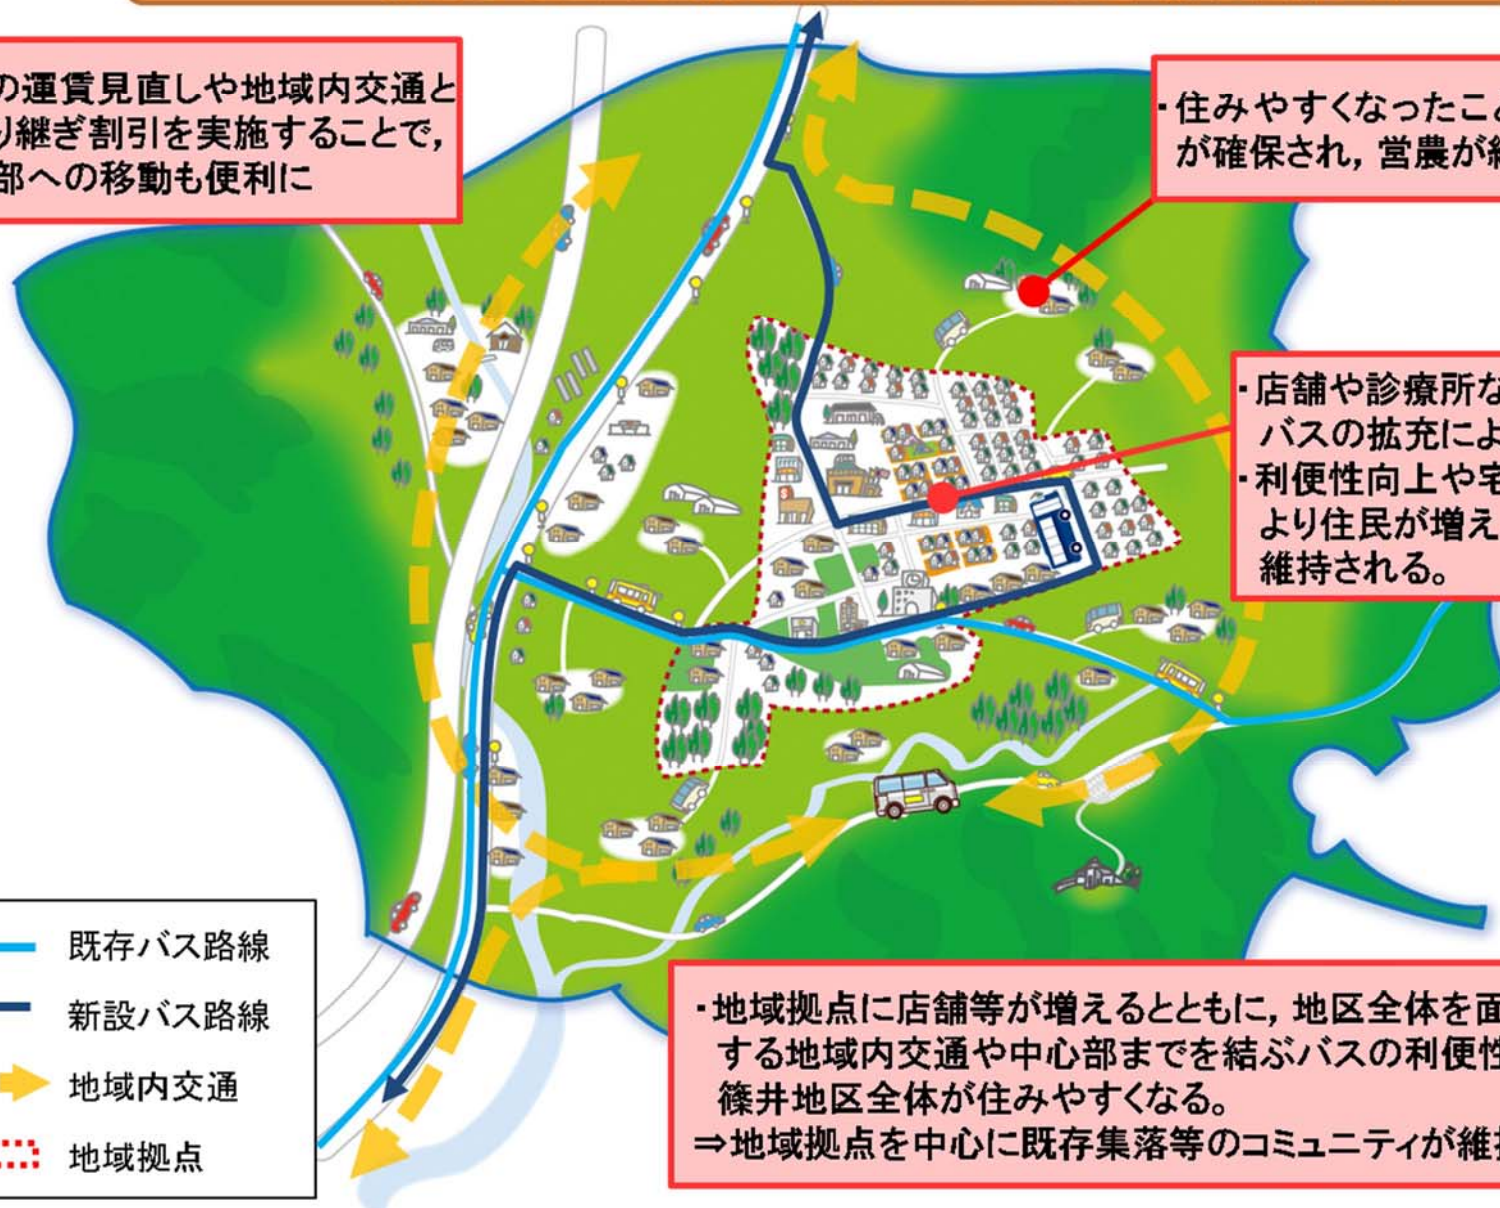 の運賃見直しや地域内交通と
り継ぎ割引を実施することで,
部への移動も便利に
・住みやすくなったこと
が確保され, 営農が
・店舗や診療所な
バスの拡充によ
・利便性向上や宅
より住民が増え
維持される。
既存バス路線
新設バス路線
地域内交通
地域拠点
・地域拠点に店舗等が増えるとともに, 地区全体を面
する地域内交通や中心部までを結ぶバスの利便性
篠井地区全体が住みやすくなる。
⇒地域拠点を中心に既存集落等のコミュニティが維